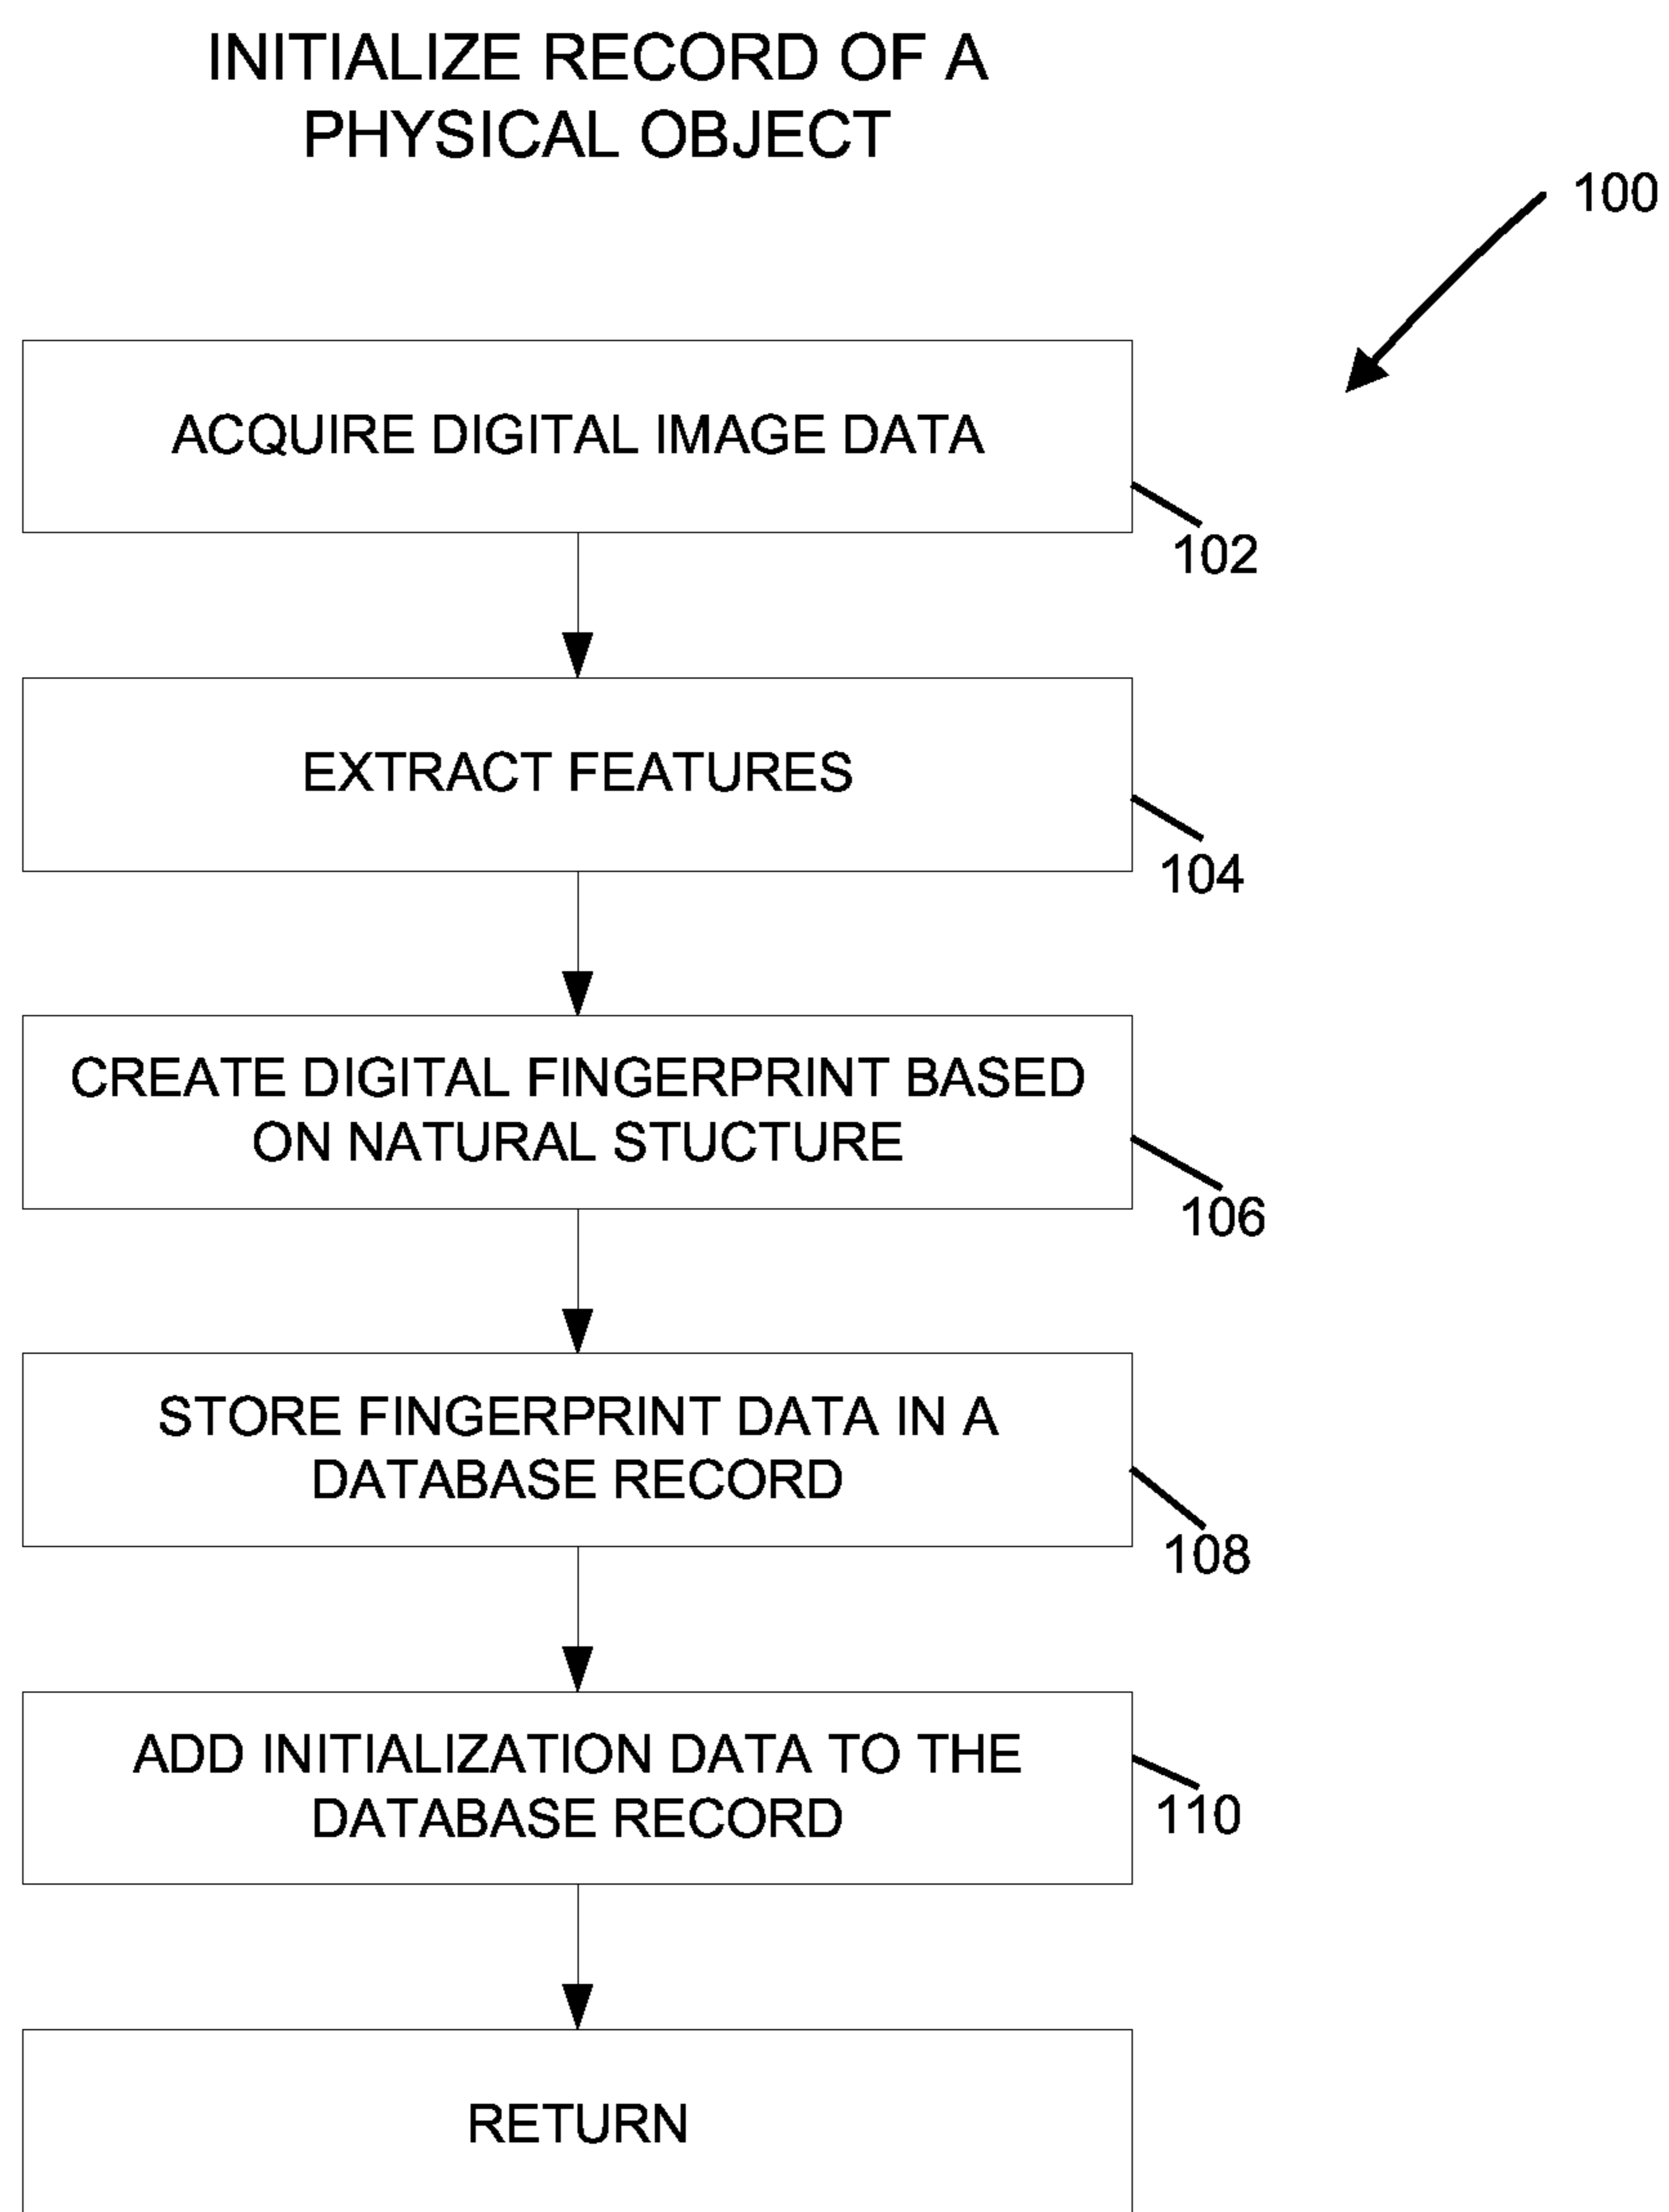 INITIALIZE RECORD OF A
PHYSICAL OBJECT
100
ACQUIRE DIGITAL IMAGE DATA
102
EXTRACT FEATURES
104
CREATE DIGITAL FINGERPRINT BASED
ON NATURAL STUCTURE
106
STORE FINGERPRINT DATA IN A
DATABASE RECORD
108
ADD INITIALIZATION DATA TO THE
DATABASE RECORD
110
RETURN